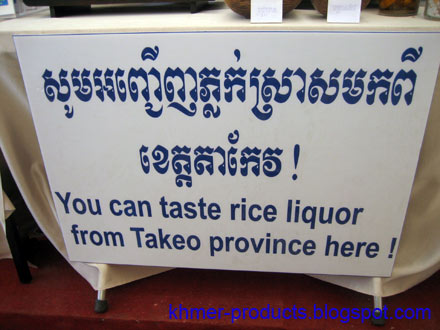 សូមអញ្ជើញភ្លក់ស្រាសមកពី
ខេត្តតាកែវ !
You can taste rice liquor
from Takeo province here !
khmer-products.blogspot.com